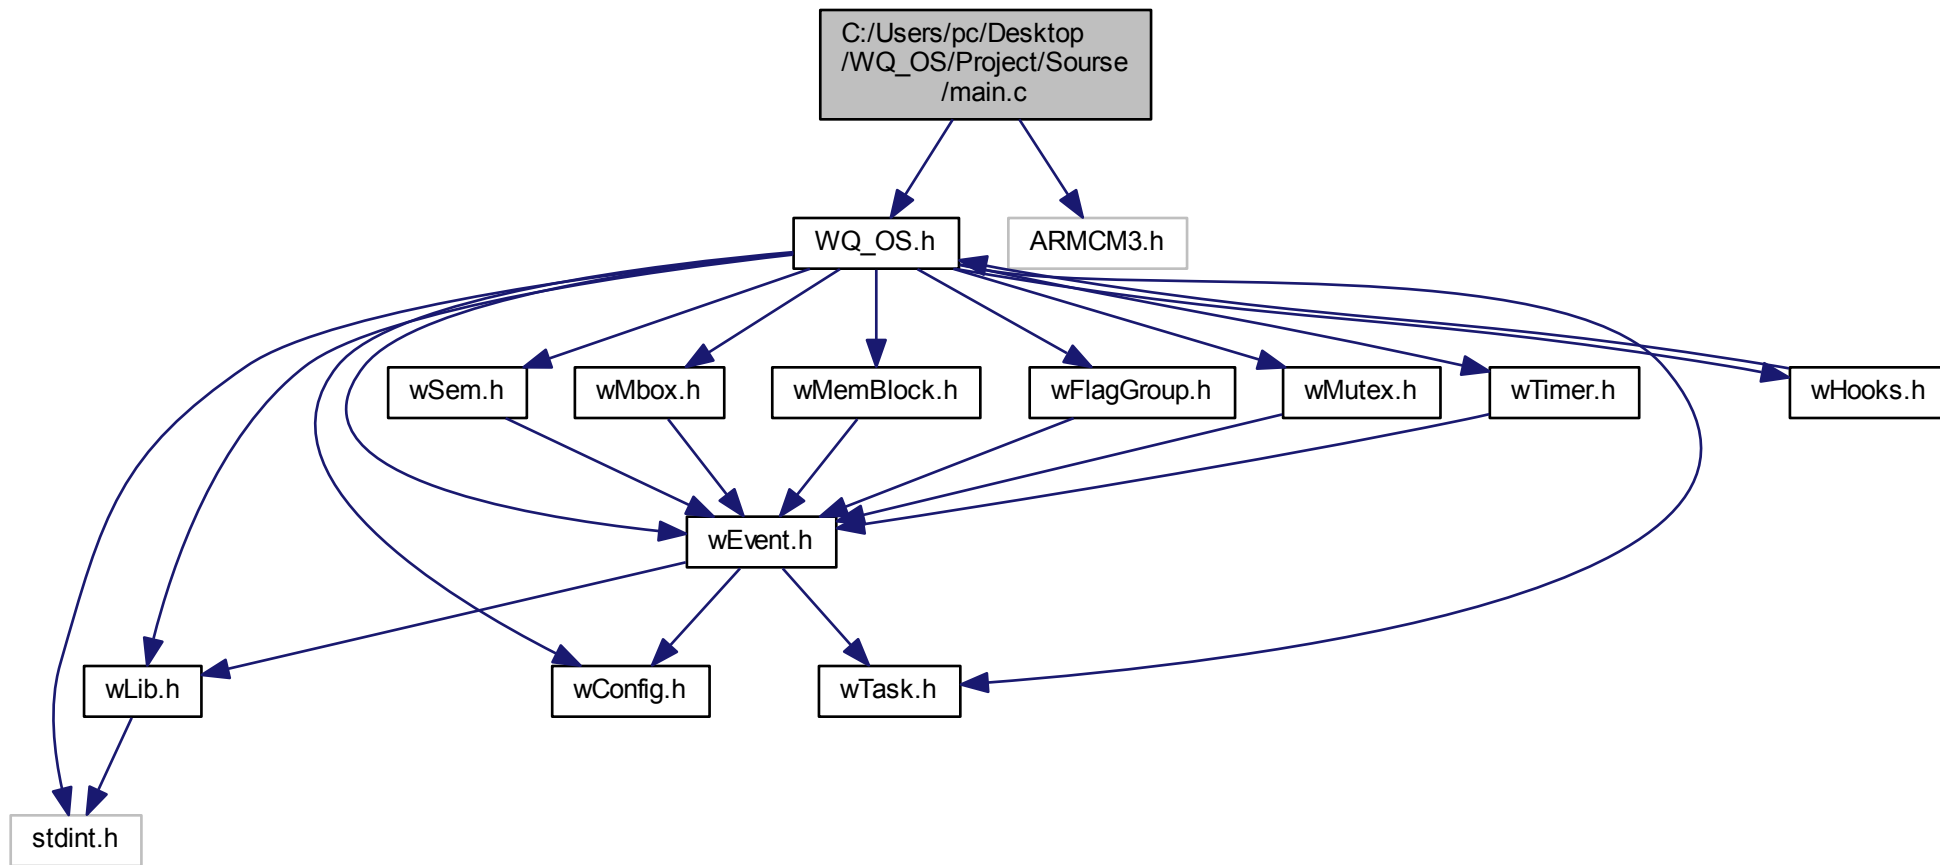 C:/Users/pc/Desktop
/WQ_OS/Project/Sourse
/main.c
WQ_OS.h
ARMCM3.h
wSem.h
wMbox.h
wMemBlock.h
wFlagGroup.h
wMutex.h
wTimer.h
wHooks.h
wEvent.h
wLib.h
wConfig.h
wTask.h
stdint.h